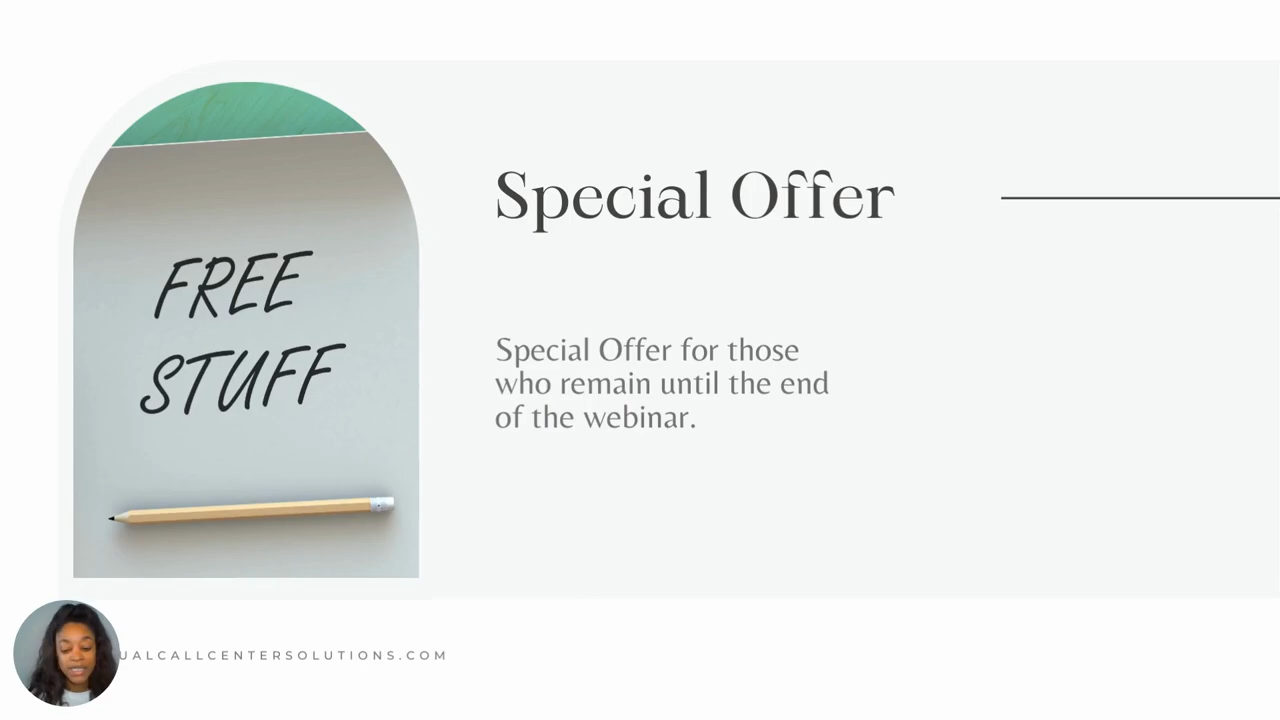 FREE
STUFF
Special Offer
Special Offer for those
who remain until the end
of the webinar.
UALCALLCENTERSOLUTIONS.COM